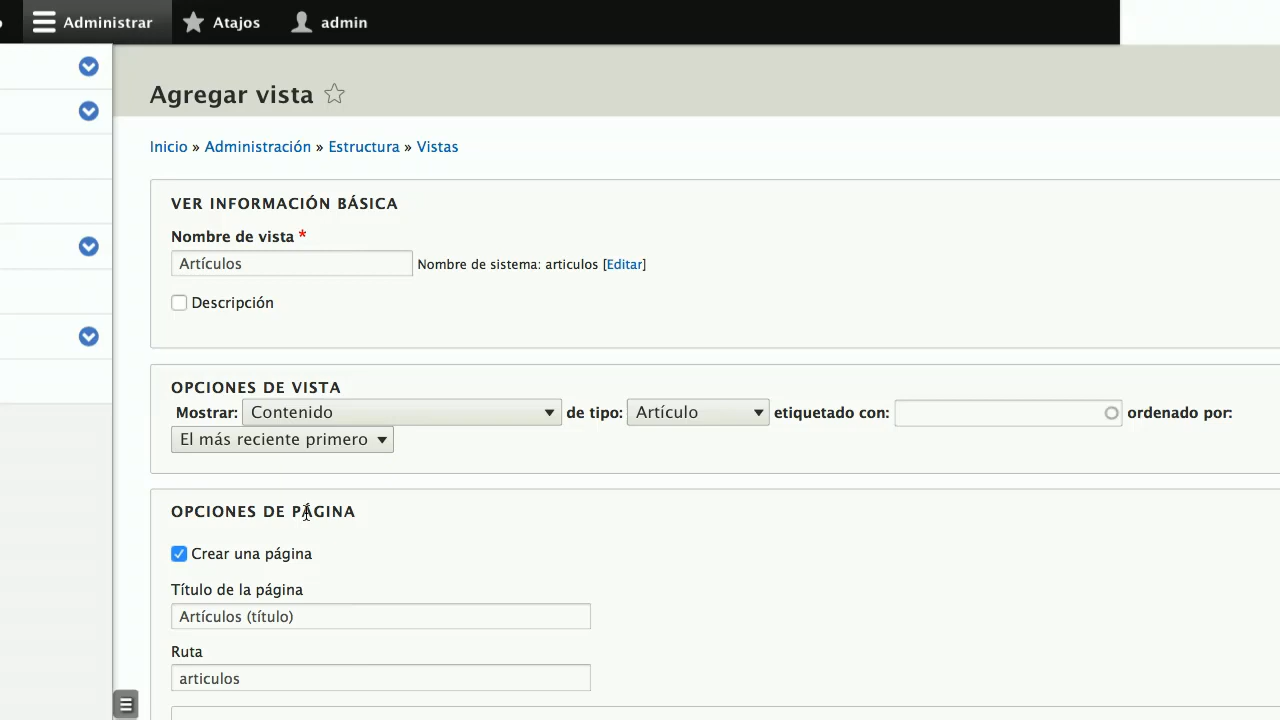 Administrar Atajos admin
Agregar vista
Inicio » Administración » Estructura » Vistas
VER INFORMACIÓN BÁSICA
Nombre de vista *
Artículos Nombre de sistema: articulos [Editar]
Descripción
OPCIONES DE VISTA
Mostrar: Contenido de tipo: Artículo etiquetado con: ordenado por:
El más reciente primero
OPCIONES DE PÁGINA
Crear una página
Título de la página
Artículos (título)
Ruta
articulos